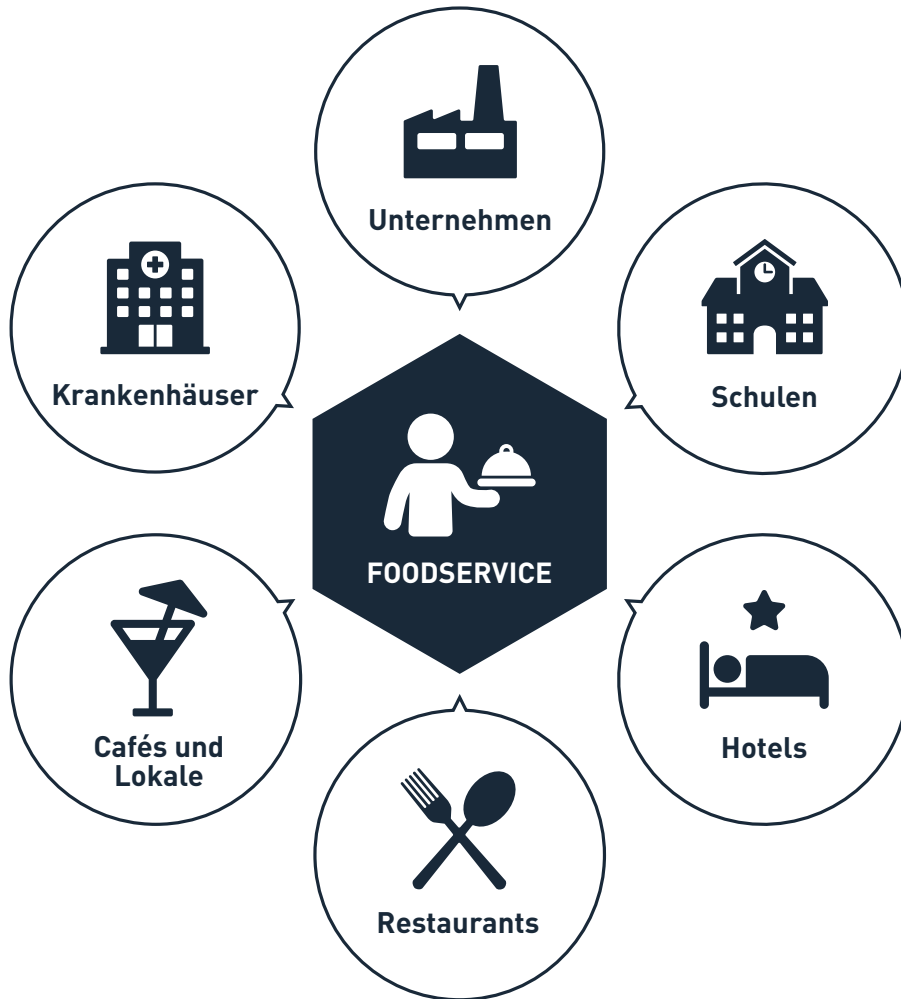 Unternehmen
Krankenhäuser
Schulen
FOODSERVICE
Cafés und
Lokale
Hotels
Restaurants